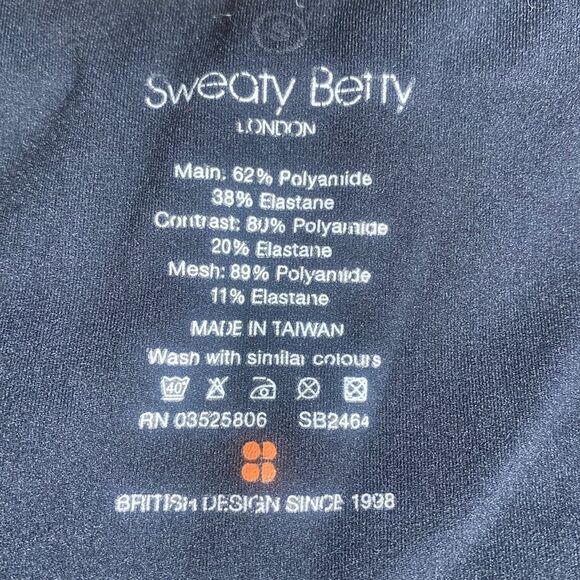 S
Sweaty Betty
LONDON
Main: 62% Polyamide
38% Elastane
Contrast: 80% Polyamide
20% Elastane
Mesh: 89% Polyamide
11% Elastane
MADE IN TAIWAN
Wash with similar colours
40°
RN 03525806 SB2464
BRITISH DESIGN SINCE 1998